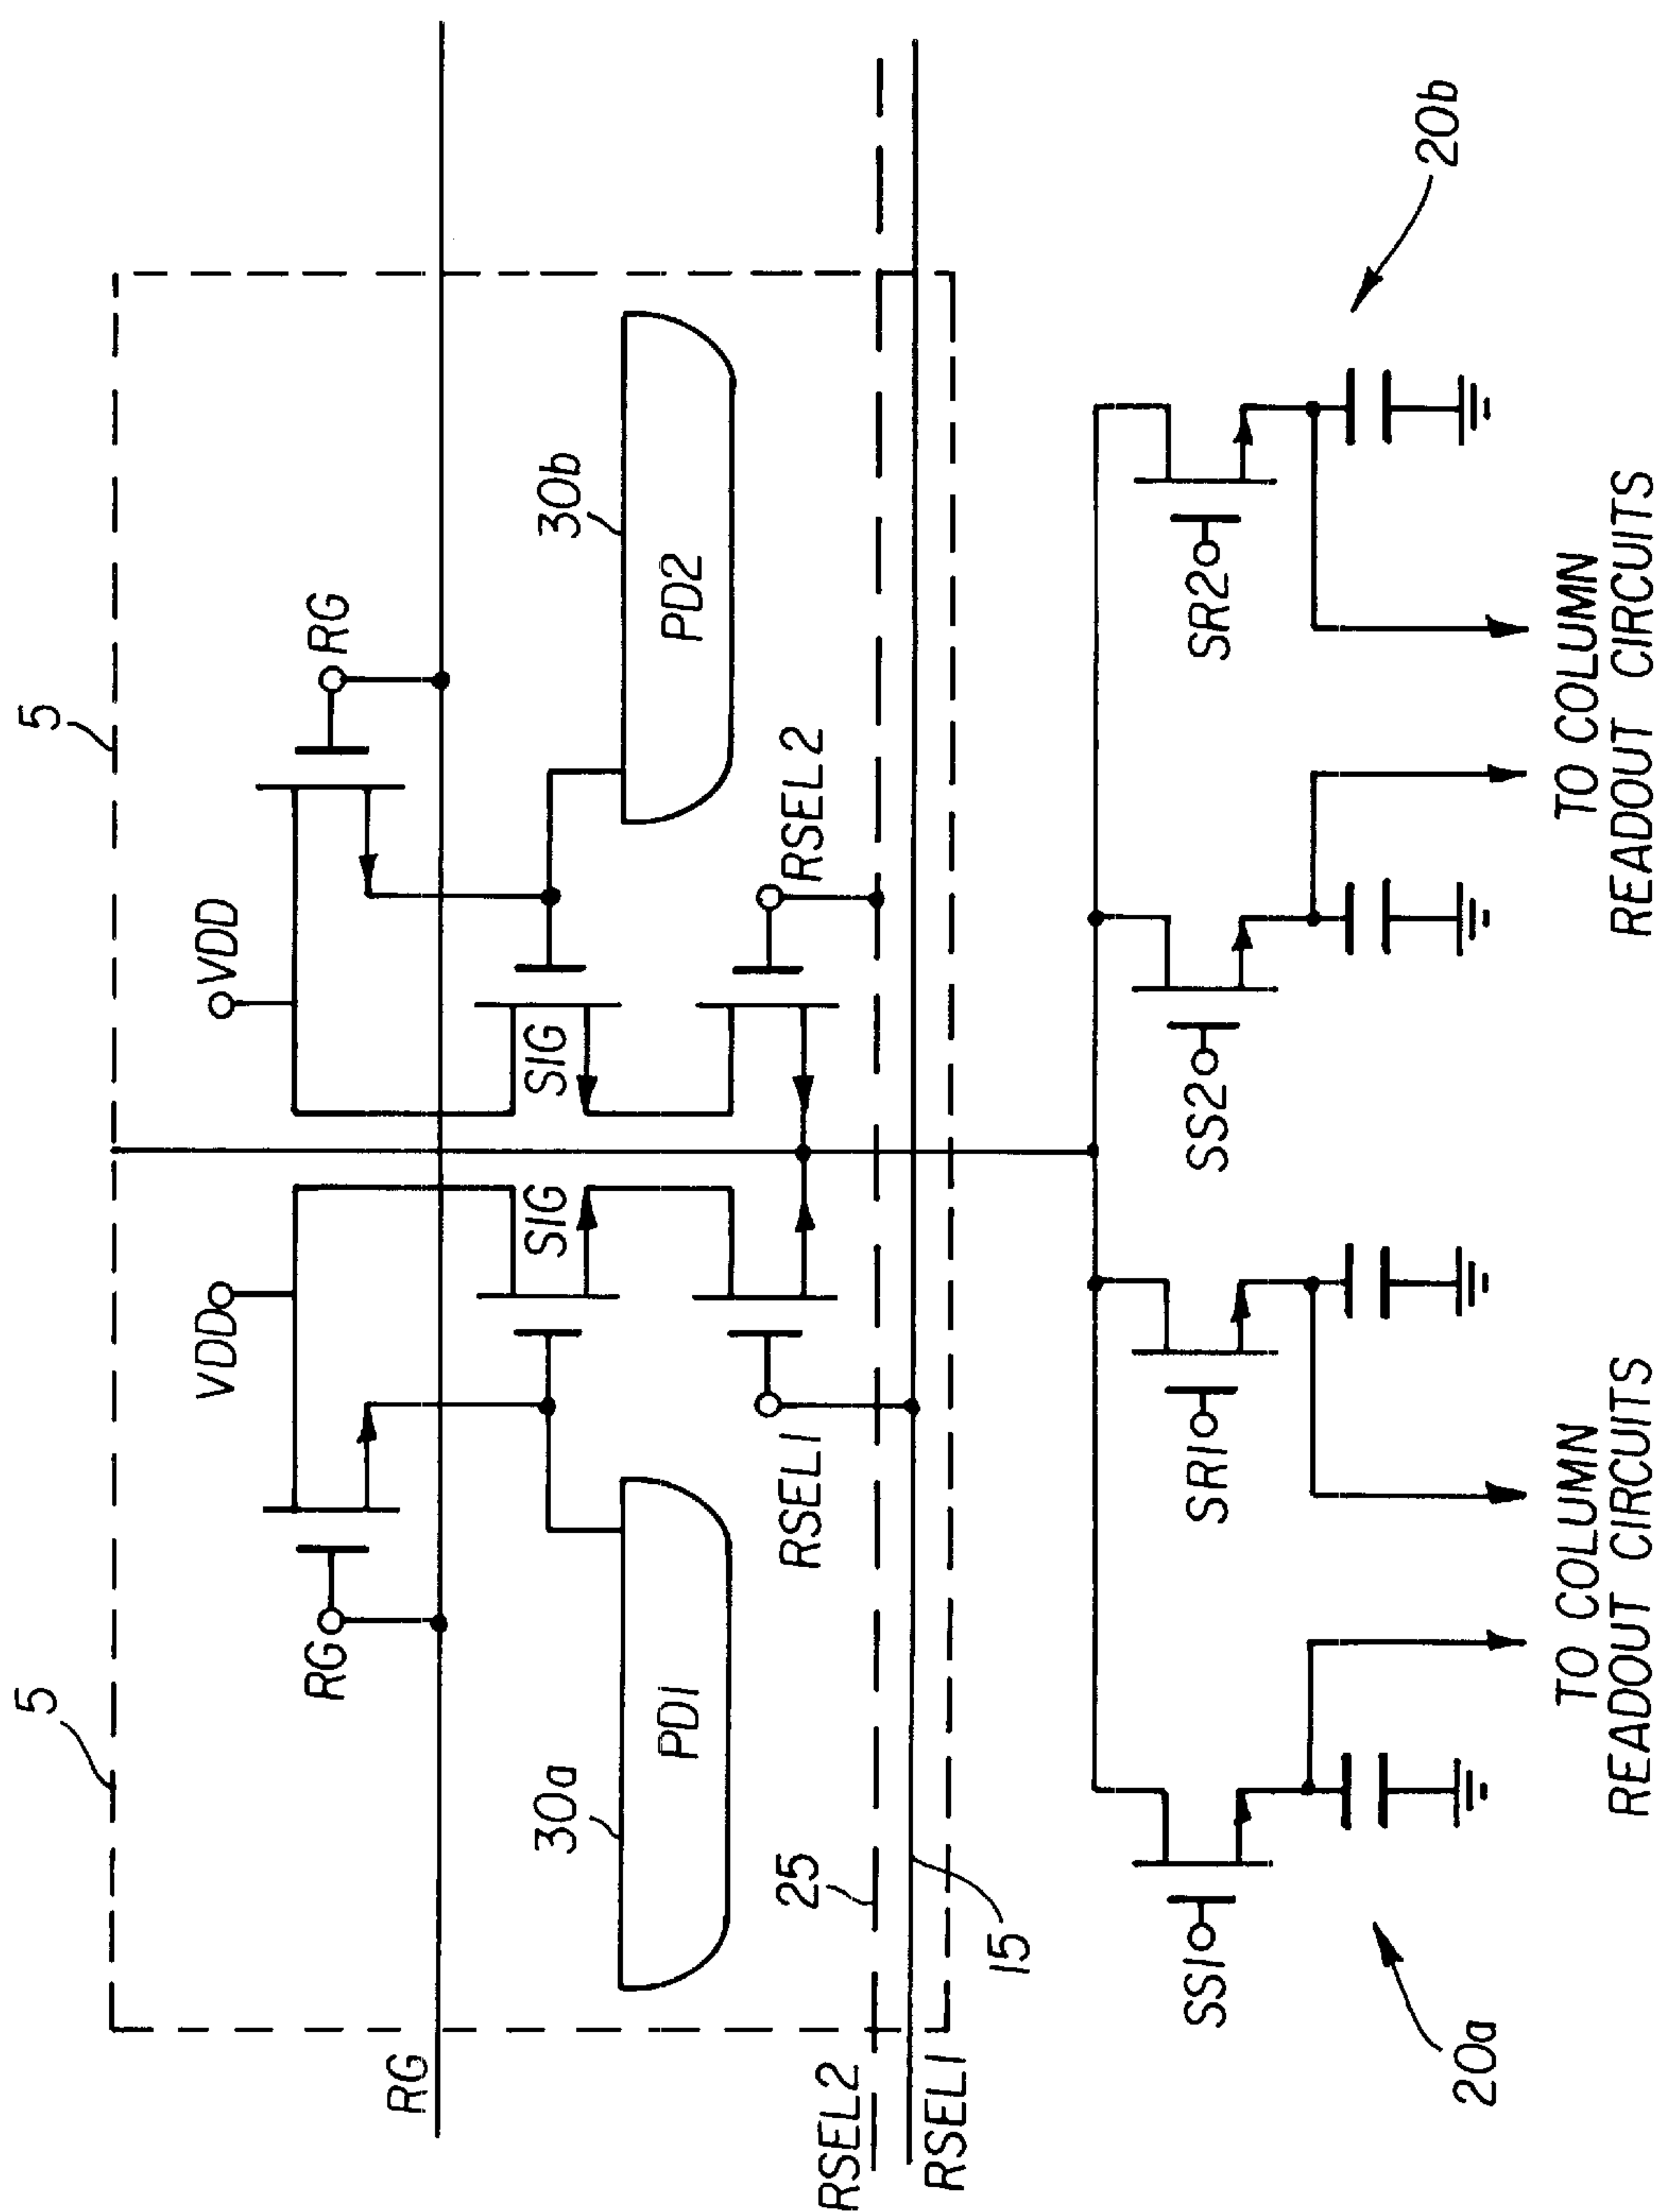 5
5
VDD
VDD
RG
RG
RG
SIG
SIG
30a
30b
PD1
PD2
RSEL1
RSEL2
25
RSEL2
RSEL1
15
SS1
SR1
SS2
SR2
20a
20b
TO COLUMN
READOUT CIRCUITS
TO COLUMN
READOUT CIRCUITS